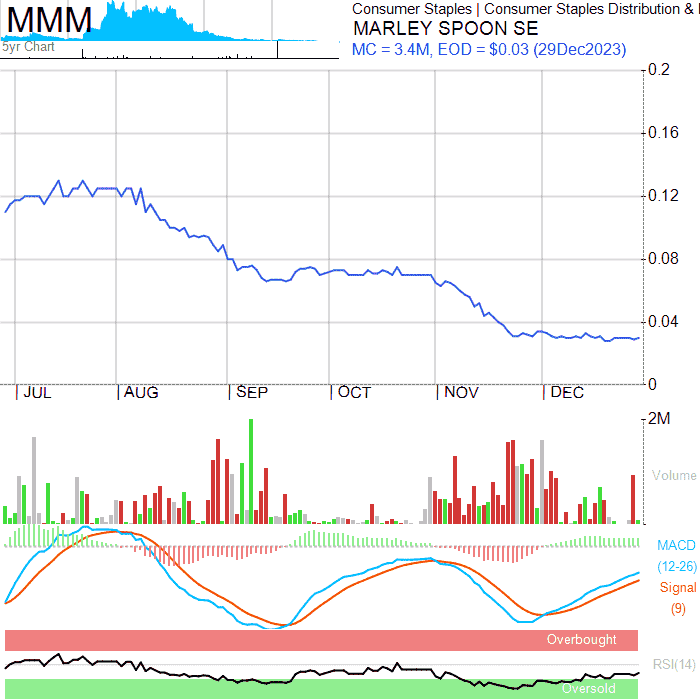 MMM
5yr Chart
Consumer Staples | Consumer Staples Distribution &
MARLEY SPOON SE
MC = 3.4M, EOD = $0.03 (29Dec2023)
0.2
0.16
0.12
0.08
0.04
0
JUL AUG SEP OCT NOV DEC
2M
Volume
MACD
(12-26)
Signal
(9)
Overbought
RSI(14)
Oversold